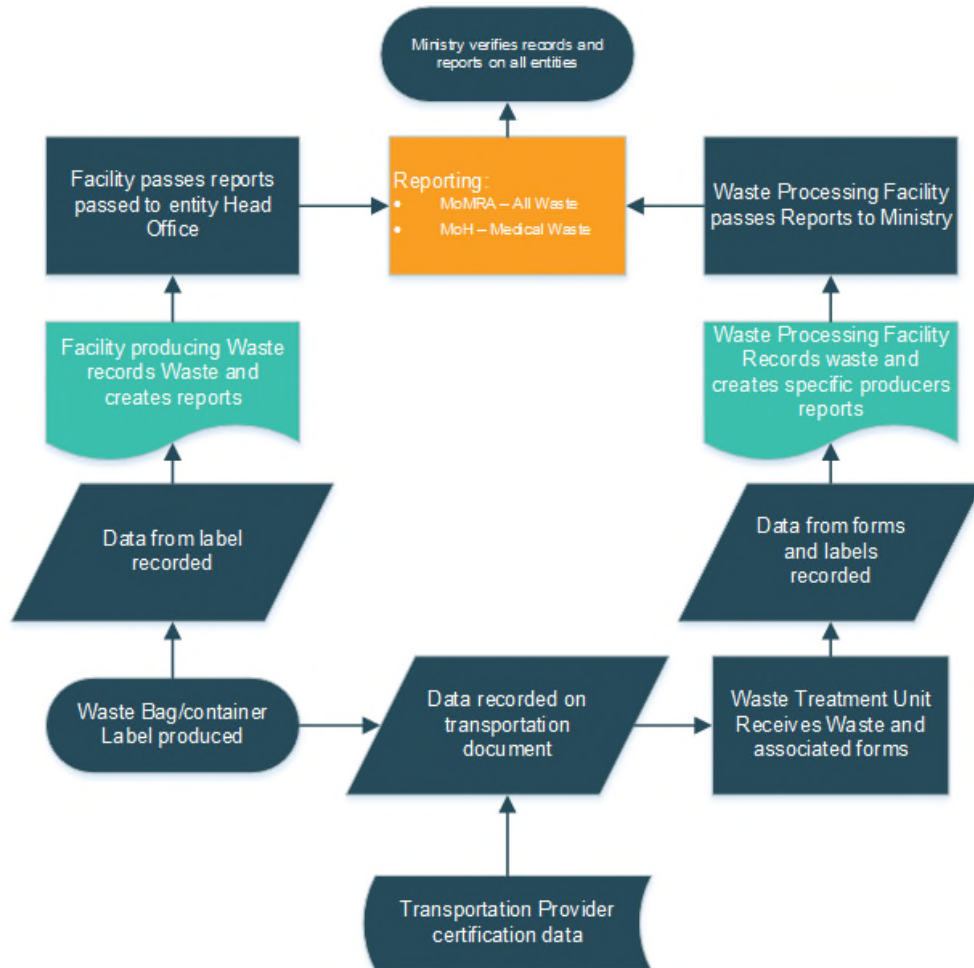 Ministry verifies records and
reports on all entities
Facility passes reports
passed to entity Head
Office
Reporting:
• MoMRA – All Waste
• MoH – Medical Waste
Waste Processing Facility
passes Reports to Ministry
Facility producing Waste
records Waste and
creates reports
Waste Processing Facility
Records waste and
creates specific producers
reports
Data from label
recorded
Data from forms
and labels
recorded
Waste Bag/container
Label produced
Data recorded on
transportation
document
Waste Treatment Unit
Receives Waste and
associated forms
Transportation Provider
certification data